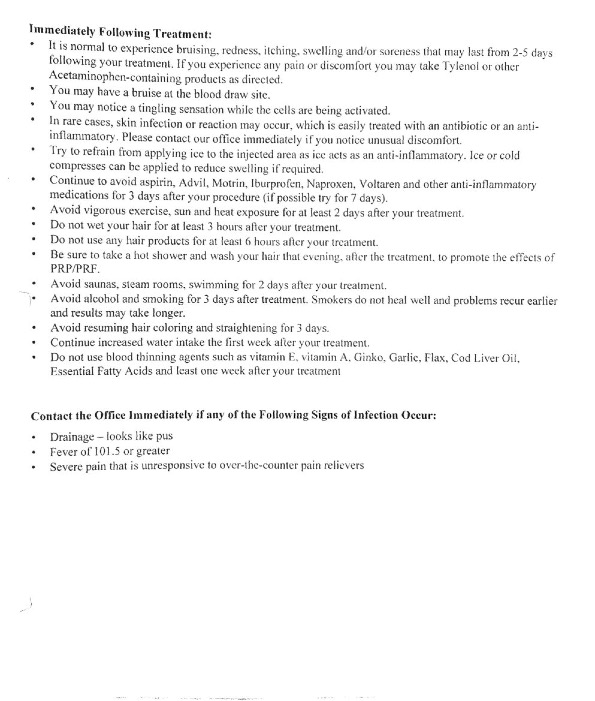 Immediately Following Treatment:
• It is normal to experience bruising, redness, itching, swelling and/or soreness that may last from 2-5 days
following your treatment. If you experience any pain or discomfort you may take Tylenol or other
Acetaminophen-containing products as directed.
• You may have a bruise at the blood draw site.
• You may notice a tingling sensation while the cells are being activated.
• In rare cases, skin infection or reaction may occur, which is easily treated with an antibiotic or an anti-
inflammatory. Please contact our office immediately if you notice unusual discomfort.
• Try to refrain from applying ice to the injected area as ice acts as an anti-inflammatory. Ice or cold
compresses can be applied to reduce swelling if required.
• Continue to avoid aspirin, Advil, Motrin, Iburprofen, Naproxen, Voltaren and other anti-inflammatory
medications for 3 days after your procedure (if possible try for 7 days).
• Avoid vigorous exercise, sun and heat exposure for at least 2 days after your treatment.
• Do not wet your hair for at least 3 hours after your treatment.
• Do not use any hair products for at least 6 hours after your treatment.
• Be sure to take a hot shower and wash your hair that evening, after the treatment, to promote the effects of
PRP/PRF.
• Avoid saunas, steam rooms, swimming for 2 days after your treatment.
• Avoid alcohol and smoking for 3 days after treatment. Smokers do not heal well and problems recur earlier
and results may take longer.
• Avoid resuming hair coloring and straightening for 3 days.
• Continue increased water intake the first week after your treatment.
• Do not use blood thinning agents such as vitamin E, vitamin A, Ginko, Garlic, Flax, Cod Liver Oil,
Essential Fatty Acids and least one week after your treatment
Contact the Office Immediately if any of the Following Signs of Infection Occur:
• Drainage – looks like pus
• Fever of 101.5 or greater
• Severe pain that is unresponsive to over-the-counter pain relievers